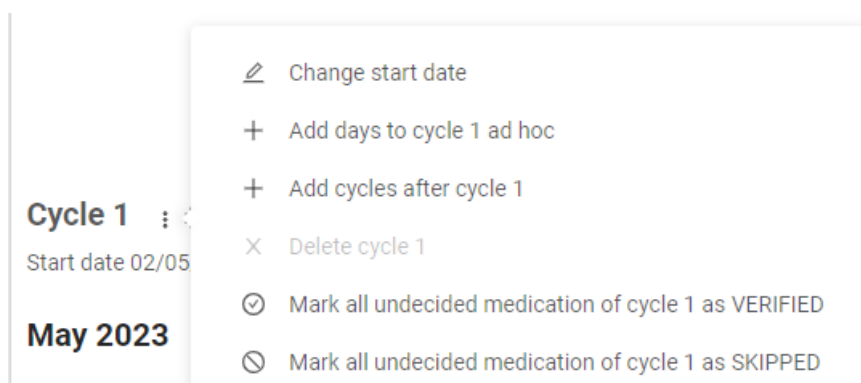 Change start date
Add days to cycle 1 ad hoc
Add cycles after cycle 1
Cycle 1
Delete cycle 1
Start date 02/05
Mark all undecided medication of cycle 1 as VERIFIED
May 2023
Mark all undecided medication of cycle 1 as SKIPPED